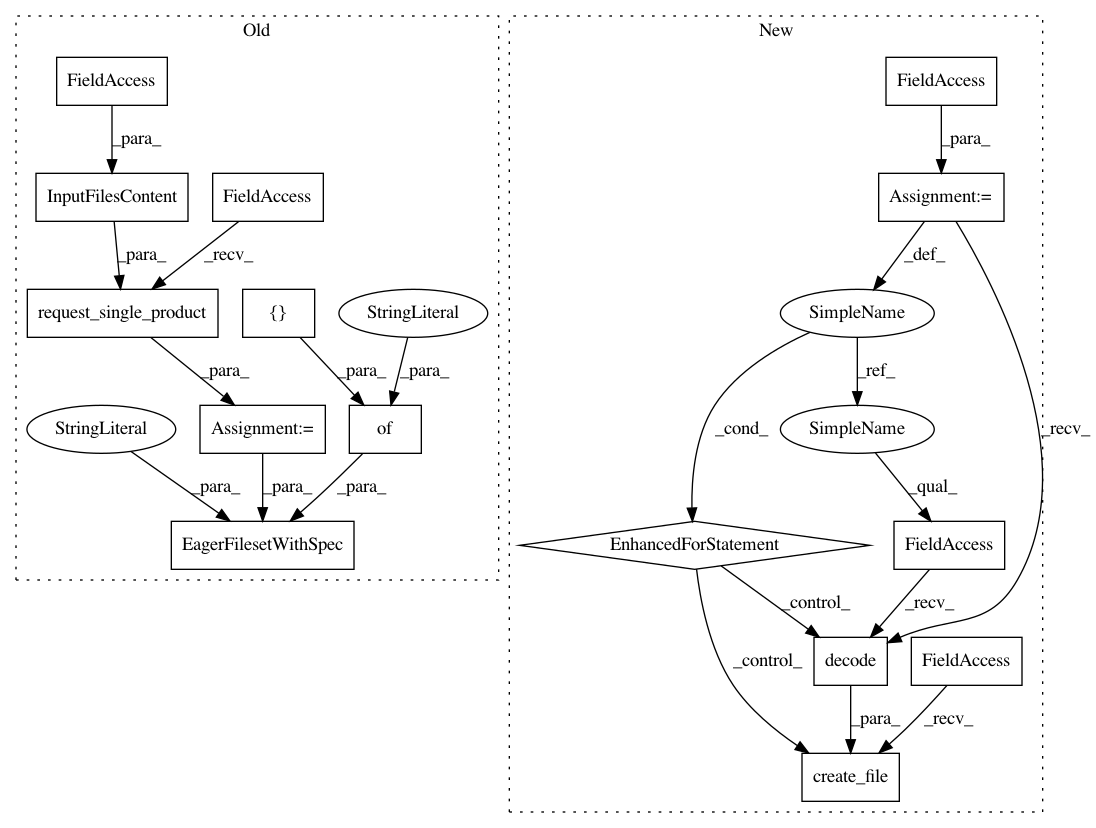 Old
New
FieldAccess
FieldAccess
_para_
_para_
InputFilesContent
FieldAccess
Assignment:=
_para_
_recv_
_def_
request_single_product
{}
StringLiteral
SimpleName
_para_
_para_
_para_
_ref_
StringLiteral
Assignment:=
of
_cond_
SimpleName
_recv_
_para_
_para_
_para_
_qual_
EagerFilesetWithSpec
EnhancedForStatement
FieldAccess
_control_
_recv_
_control_
decode
FieldAccess
_para_
_recv_
create_file